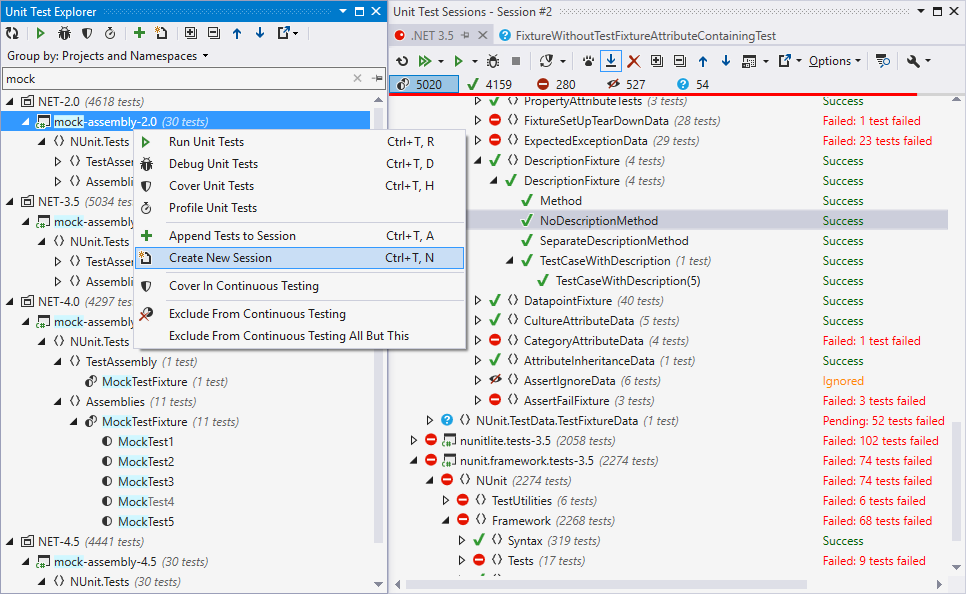 Unit Test Explorer
Group by: Projects and Namespaces
mock
NET-2.0 (4618 tests)
mock-assembly-2.0 (30 tests)
NUnit.Tests
TestAssem
Assemblie
NET-3.5 (5034 tests)
mock-assembly
NUnit.Tests
TestAssem
Assemblie
NET-4.0 (4297 tests)
mock-assembly
NUnit.Tests
TestAssembly (1 test)
MockTestFixture (1 test)
Assemblies (11 tests)
MockTestFixture (11 tests)
MockTest1
MockTest2
MockTest3
MockTest4
MockTest5
NET-4.5 (4441 tests)
mock-assembly-4.5 (30 tests)
NUnit.Tests (30 tests)
Run Unit Tests Ctrl+T, R
Debug Unit Tests Ctrl+T, D
Cover Unit Tests Ctrl+T, H
Profile Unit Tests
Append Tests to Session Ctrl+T, A
Create New Session Ctrl+T, N
Cover In Continuous Testing
Exclude From Continuous Testing
Exclude From Continuous Testing All But This
Unit Test Sessions - Session #2
.NET 3.5 FixtureWithoutTestFixtureAttributeContainingTest
Options
5020 4159 280 527 54
PropertyAttributeTests (3 tests) Success
FixtureSetUpTearDownData (28 tests) Failed: 1 test failed
ExpectedExceptionData (29 tests) Failed: 23 tests failed
DescriptionFixture (4 tests) Success
DescriptionFixture (4 tests) Success
Method Success
NoDescriptionMethod Success
SeparateDescriptionMethod Success
TestCaseWithDescription (1 test) Success
TestCaseWithDescription(5) Success
DatapointFixture (40 tests) Success
CultureAttributeData (5 tests) Success
CategoryAttributeData (4 tests) Failed: 1 test failed
AttributeInheritanceData (1 test) Success
AssertIgnoreData (6 tests) Ignored
AssertFailFixture (3 tests) Failed: 3 tests failed
NUnit.TestData.TestFixtureData (1 test) Pending: 52 tests failed
nunitlite.tests-3.5 (2058 tests) Failed: 102 tests failed
nunit.framework.tests-3.5 (2274 tests) Failed: 74 tests failed
NUnit (2274 tests) Failed: 74 tests failed
TestUtilities (6 tests) Failed: 6 tests failed
Framework (2268 tests) Failed: 68 tests failed
Syntax (319 tests) Success
Tests (17 tests) Failed: 9 tests failed